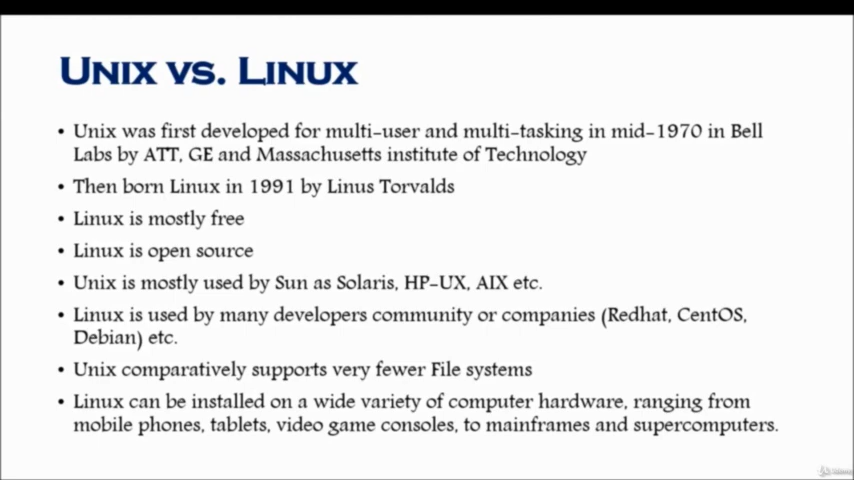 Unix vs. Linux
• Unix was first developed for multi-user and multi-tasking in mid-1970 in Bell
Labs by ATT, GE and Massachusetts institute of Technology
• Then born Linux in 1991 by Linus Torvalds
• Linux is mostly free
• Linux is open source
• Unix is mostly used by Sun as Solaris, HP-UX, AIX etc.
• Linux is used by many developers community or companies (Redhat, CentOS,
Debian) etc.
• Unix comparatively supports very fewer File systems
• Linux can be installed on a wide variety of computer hardware, ranging from
mobile phones, tablets, video game consoles, to mainframes and supercomputers.